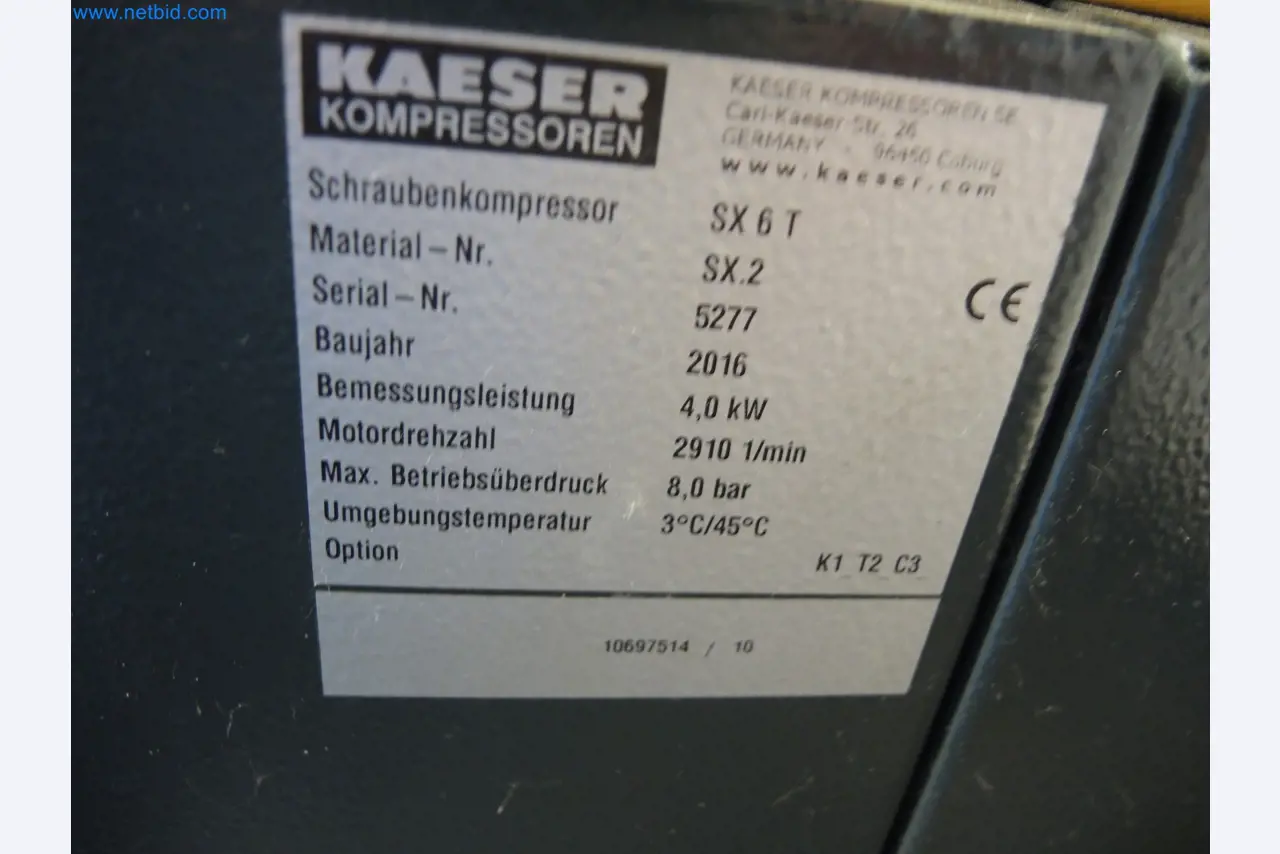 www.netbid.com
KAESER
KOMPRESSOREN
KAESER KOMPRESSOREN SE
Carl-Kaeser-Str. 26
GERMANY - 96450 Coburg
www.kaeser.com
Schraubenkompressor SX 6 T
Material – Nr. SX.2
Serial – Nr. 5277
CE
Baujahr 2016
Bemessungsleistung 4,0 kW
Motordrehzahl 2910 1/min
Max. Betriebsüberdruck 8,0 bar
Umgebungstemperatur 3°C/45°C
Option K1_T2_C3_
10697514 / 10